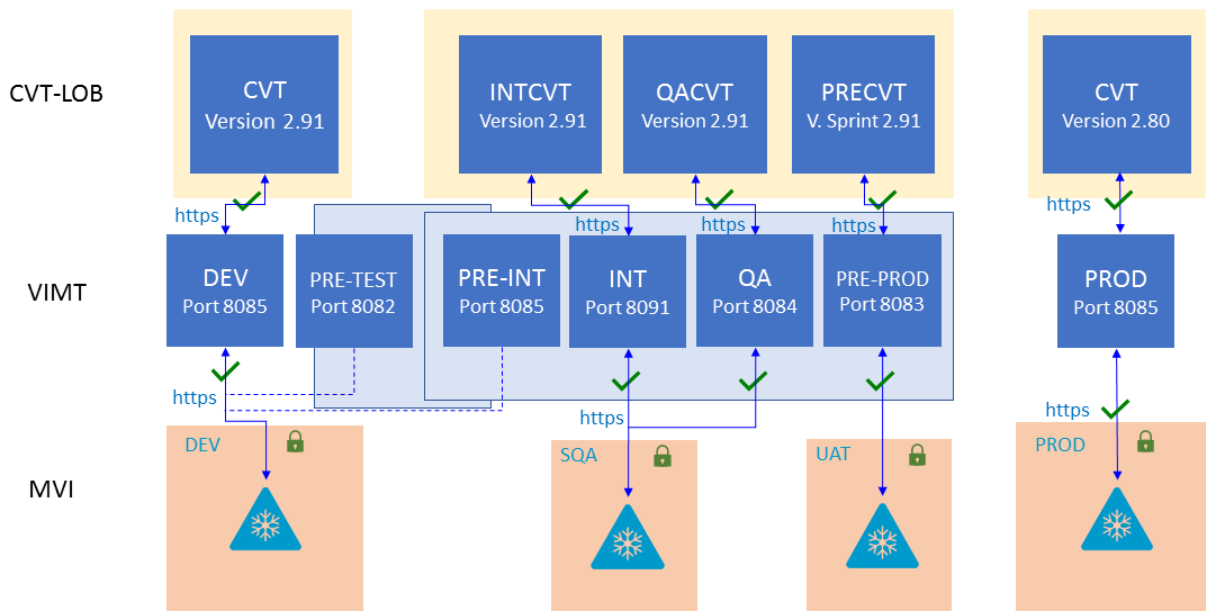 CVT-LOB
CVT
Version 2.91
INTCVT
Version 2.91
QACVT
Version 2.91
PRECVT
V. Sprint 2.91
CVT
Version 2.80
https
https
https
https
https
VIMT
DEV
Port 8085
PRE-TEST
Port 8082
PRE-INT
Port 8085
INT
Port 8091
QA
Port 8084
PRE-PROD
Port 8083
PROD
Port 8085
https
https
https
MVI
DEV
SQA
UAT
PROD